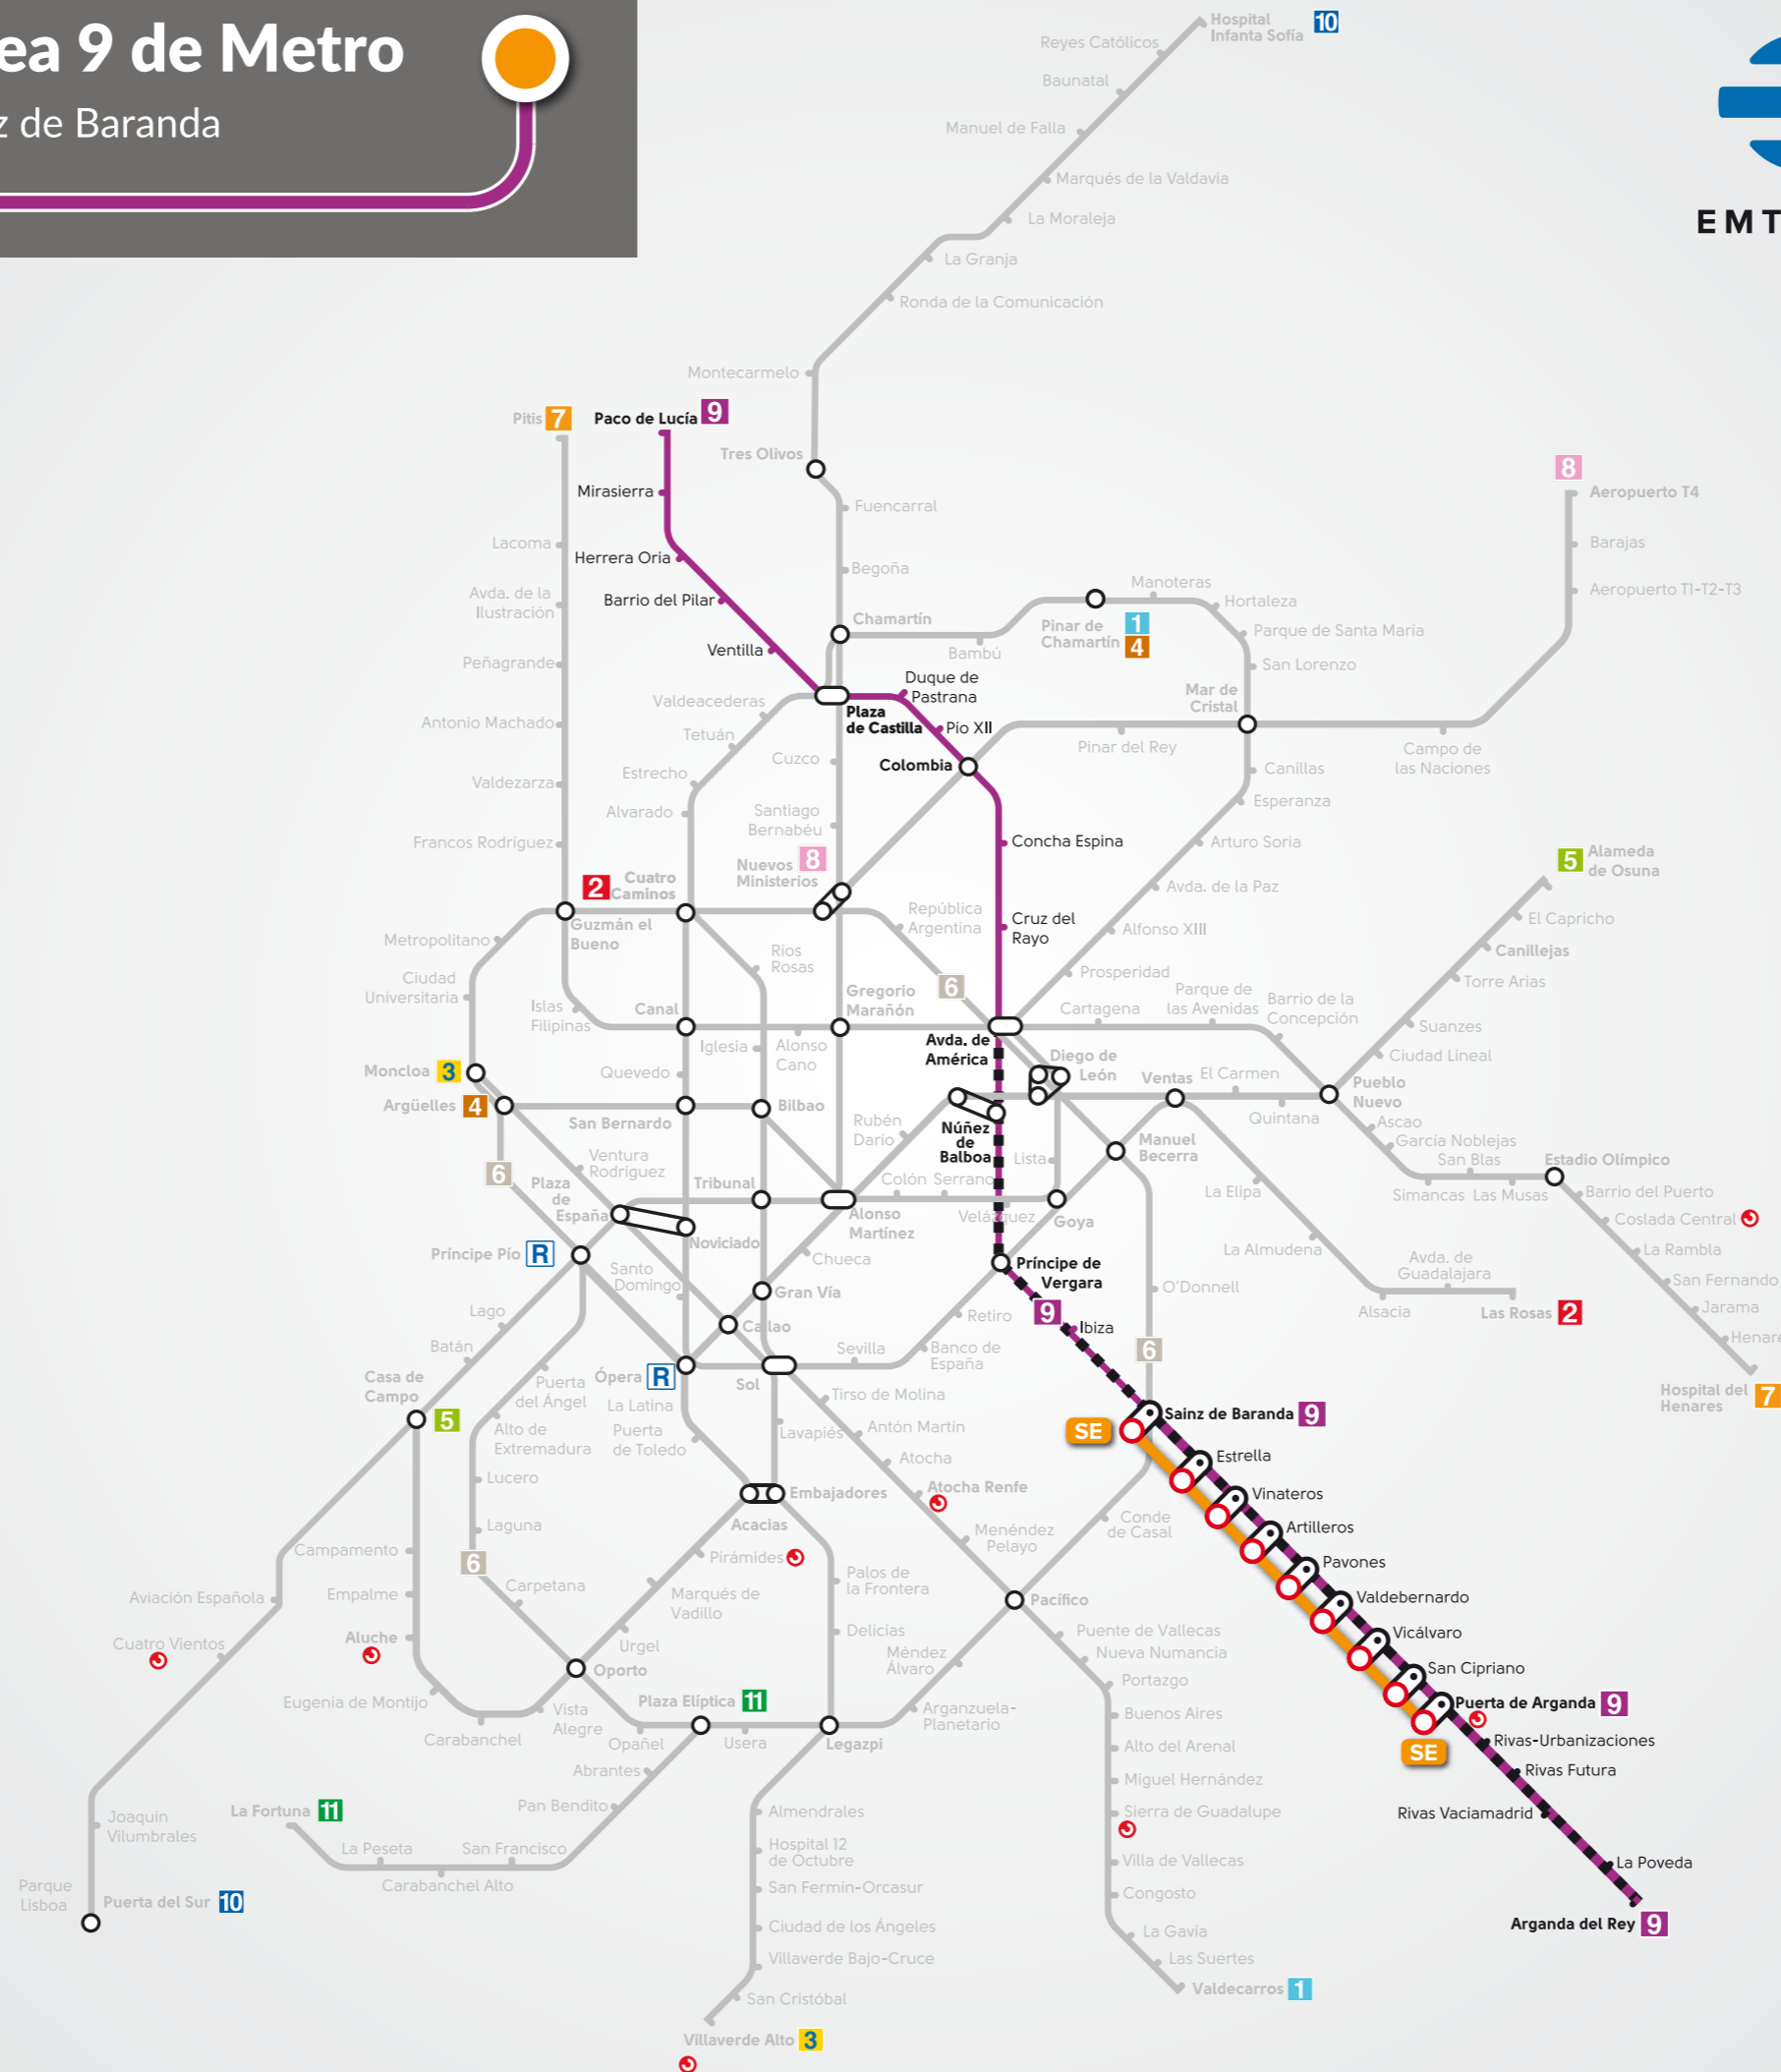 ea 9 de Metro
z de Baranda
EMT
Hospital
Infanta Sofía
10
Reyes Católicos
Baunatal
Manuel de Falla
Marqués de la Valdavia
La Moraleja
La Granja
Ronda de la Comunicación
Montecarmelo
Tres Olivos
Fuencarral
Begoña
Chamartín
Pitis 7
Paco de Lucía 9
Mirasierra
Herrera Oria
Barrio del Pilar
Ventilla
Lacoma
Avda. de la
Ilustración
Peñagrande
Antonio Machado
Valdezarza
Francos Rodríguez
8
Aeropuerto T4
Barajas
Aeropuerto T1-T2-T3
Manoteras
Hortaleza
Pinar de
Chamartín
1
4
Bambú
Parque de Santa María
San Lorenzo
Mar de
Cristal
Pinar del Rey
Campo de
las Naciones
Canillas
Esperanza
Arturo Soria
Avda. de la Paz
Alfonso XIII
Prosperidad
Duque de
Pastrana
Plaza
de Castilla
Pío XII
Colombia
Concha Espina
Cruz del
Rayo
Valdeacederas
Tetuán
Estrecho
Alvarado
Cuzco
Santiago
Bernabéu
Nuevos
Ministerios
8
2
Cuatro
Caminos
Guzmán el
Bueno
Metropolitano
Ciudad
Universitaria
Islas
Filipinas
Canal
Ríos
Rosas
República
Argentina
6
Gregorio
Marañón
Iglesia
Alonso
Cano
Quevedo
Avda. de
América
Cartagena
Parque de
las Avenidas
Barrio de la
Concepción
5
Alameda
de Osuna
El Capricho
Canillejas
Torre Arias
Suanzes
Ciudad Lineal
Moncloa 3
Argüelles 4
6
San Bernardo
Bilbao
Rubén
Darío
Núñez
de
Balboa
Diego de
León
Ventas
El Carmen
Quintana
Pueblo
Nuevo
Ascao
García Noblejas
San Blas
Simancas
Las Musas
Estadio Olímpico
Barrio del Puerto
Coslada Central
La Rambla
San Fernando
Jarama
Henare
Hospital del
Henares
7
Manuel
Becerra
Lista
La Elipa
La Almudena
Avda. de
Guadalajara
Alsacia
Las Rosas 2
Ventura
Rodríguez
Plaza
de
España
Tribunal
Noviciado
Colón
Serrano
Velázquez
Goya
Alonso
Martínez
Chueca
Príncipe Pío R
Santo
Domingo
Gran Vía
Callao
Príncipe de
Vergara
9
Ibiza
O'Donnell
6
Retiro
Banco de
España
Sevilla
Sol
Ópera R
Lago
Batán
Casa de
Campo
5
Puerta
del Ángel
Alto de
Extremadura
Lucero
Laguna
6
Carpetana
La Latina
Puerta
de Toledo
Lavapiés
Tirso de Molina
Antón Martín
Atocha
Atocha Renfe
Menéndez
Pelayo
Conde
de Casal
Pacífico
Embajadores
Acacias
Pirámides
Marqués de
Vadillo
Urgel
Oporto
Palos de
la Frontera
Delicias
Méndez
Álvaro
Arganzuela-
Planetario
Legazpi
Campamento
Empalme
Aluche
Aviación Española
Cuatro Vientos
Eugenia de Montijo
Carabanchel
Vista
Alegre
Opañel
Plaza Elíptica 11
Usera
Abrantes
Pan Bendito
San Francisco
Carabanchel Alto
La Peseta
La Fortuna 11
Joaquín
Vilumbrales
Parque
Lisboa
Puerta del Sur 10
Almendrales
Hospital 12
de Octubre
San Fermín-Orcasur
Ciudad de los Ángeles
Villaverde Bajo-Cruce
San Cristóbal
Villaverde Alto 3
Puente de Vallecas
Nueva Numancia
Portazgo
Buenos Aires
Alto del Arenal
Miguel Hernández
Sierra de Guadalupe
Villa de Vallecas
Congosto
La Gavia
Las Suertes
Valdecarros 1
SE
Sainz de Baranda 9
Estrella
Vinateros
Artilleros
Pavones
Valdebernardo
Vicálvaro
San Cipriano
Puerta de Arganda 9
SE
Rivas-Urbanizaciones
Rivas Futura
Rivas Vaciamadrid
La Poveda
Arganda del Rey 9